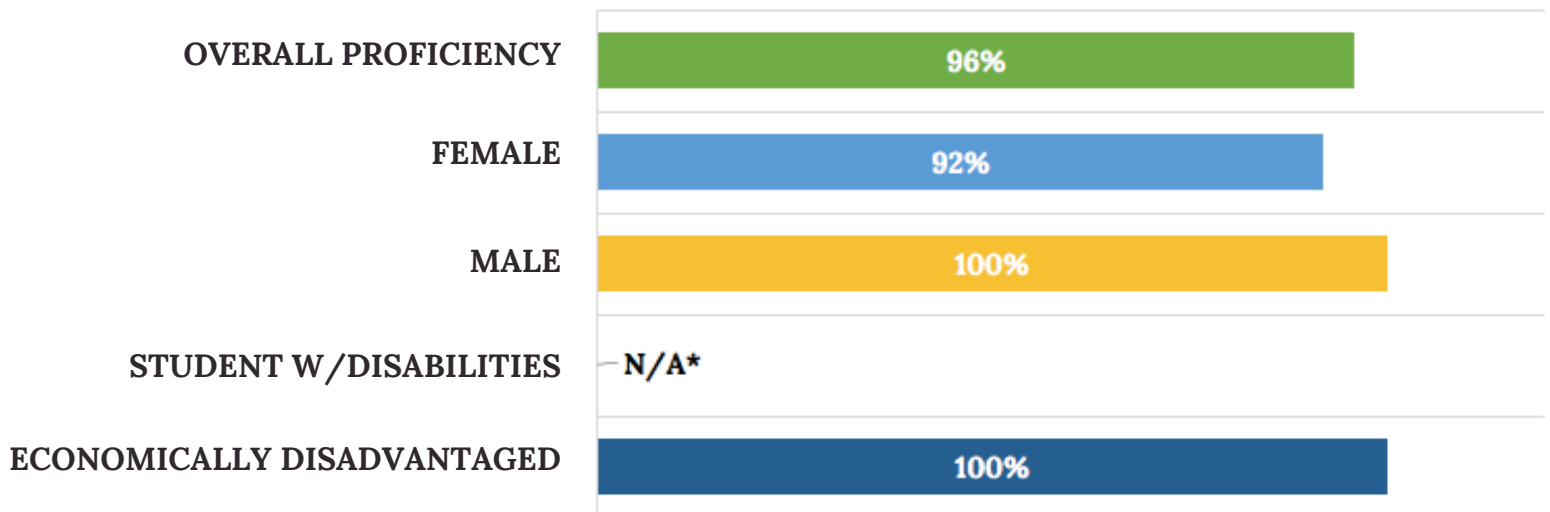 OVERALL PROFICIENCY 96%
FEMALE 92%
MALE 100%
STUDENT W/DISABILITIES N/A*
ECONOMICALLY DISADVANTAGED 100%